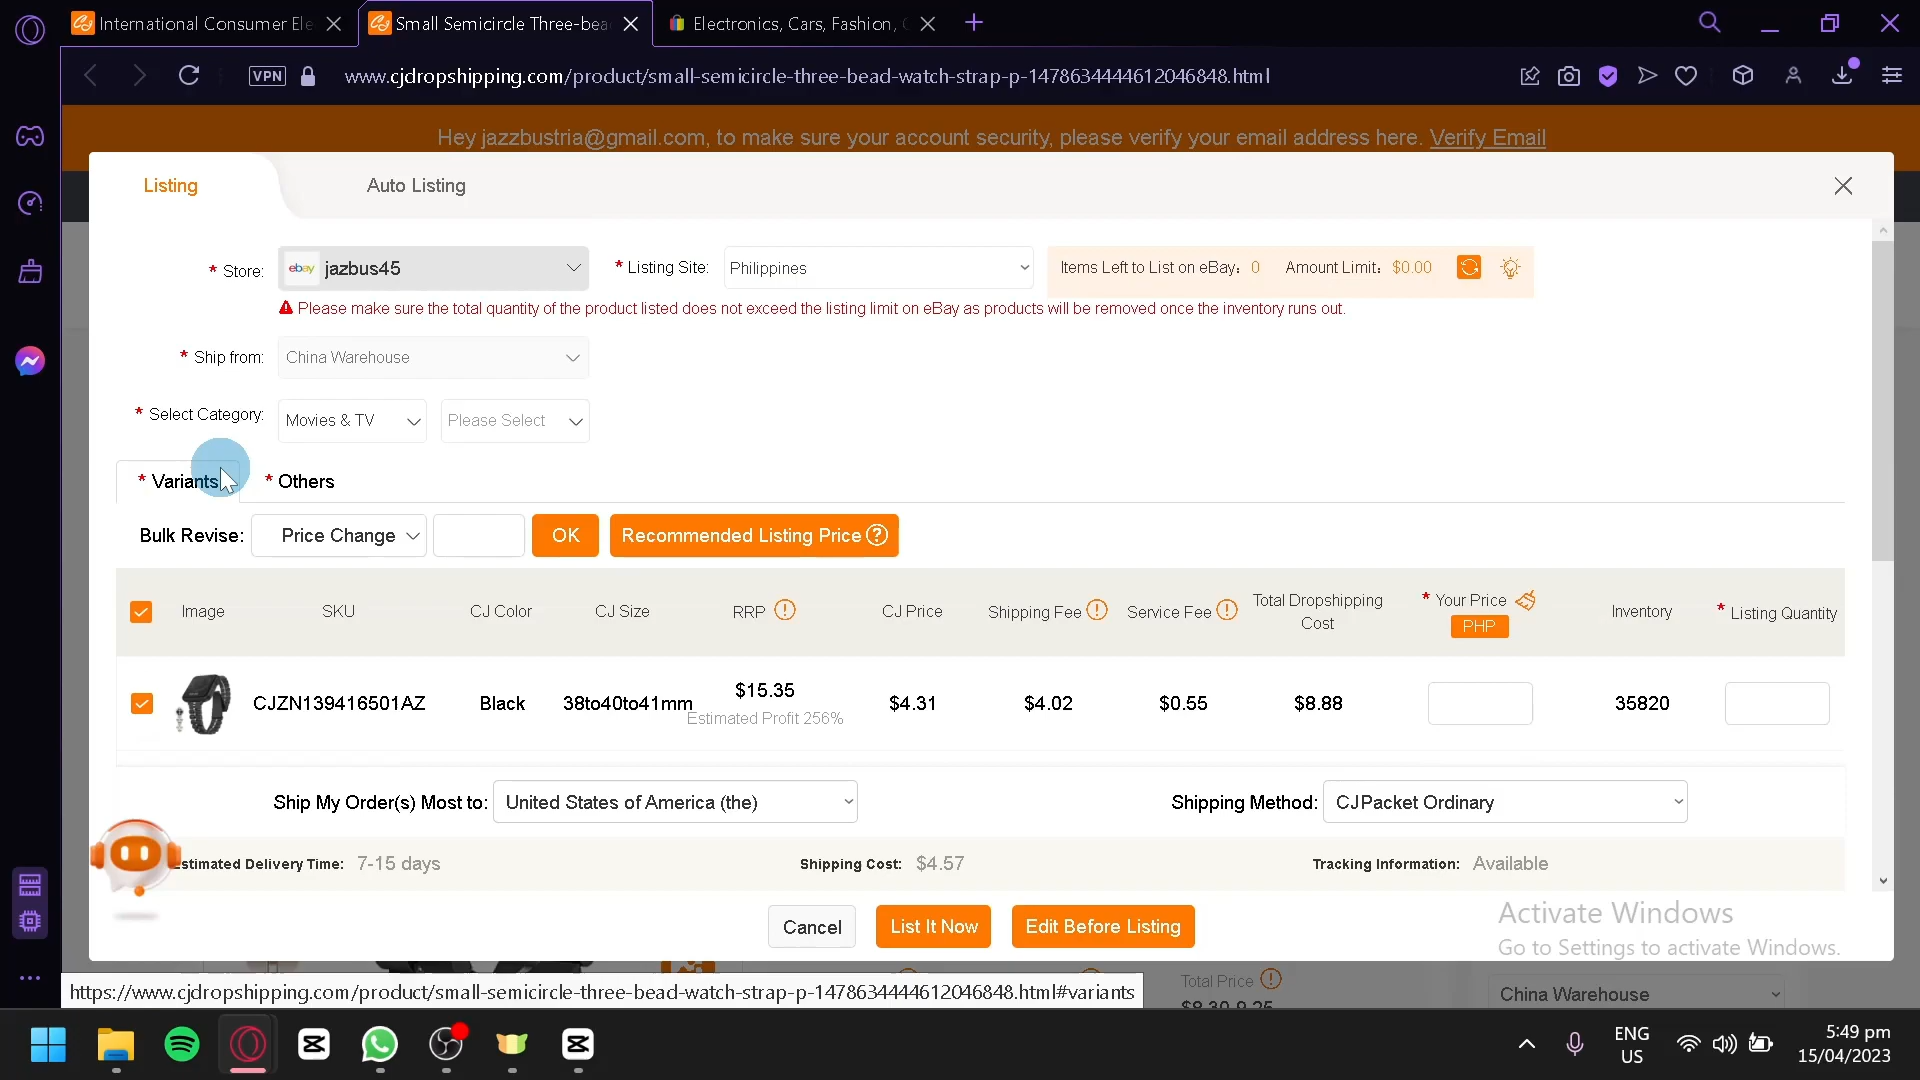 International Consumer Ele
Small Semicircle Three-bea
Electronics, Cars, Fashion, C
VPN
www.cjdropshipping.com/product/small-semicircle-three-bead-watch-strap-p-1478634444612046848.html
Hey jazzbustria@gmail.com, to make sure your account security, please verify your email address here. Verify Email
Listing
Auto Listing
* Store:
ebay
jazbus45
* Listing Site:
Philippines
Items Left to List on eBay: 0
Amount Limit: $0.00
Please make sure the total quantity of the product listed does not exceed the listing limit on eBay as products will be removed once the inventory runs out.
* Ship from:
China Warehouse
* Select Category:
Movies & TV
Please Select
* Variants
* Others
Bulk Revise:
Price Change
OK
Recommended Listing Price ?
Image
SKU
CJ Color
CJ Size
RRP
CJ Price
Shipping Fee
Service Fee
Total Dropshipping
Cost
* Your Price
PHP
Inventory
* Listing Quantity
CJZN139416501AZ
Black
38to40to41mm
$15.35
Estimated Profit 256%
$4.31
$4.02
$0.55
$8.88
35820
Ship My Order(s) Most to:
United States of America (the)
Shipping Method:
CJPacket Ordinary
stimated Delivery Time: 7-15 days
Shipping Cost: $4.57
Tracking Information: Available
Cancel
List It Now
Edit Before Listing
Activate Windows
Go to Settings to activate Windows.
https://www.cjdropshipping.com/product/small-semicircle-three-bead-watch-strap-p-1478634444612046848.html#variants
Total Price
$8.30-9.25
China Warehouse
ENG
US
5:49 pm
15/04/2023